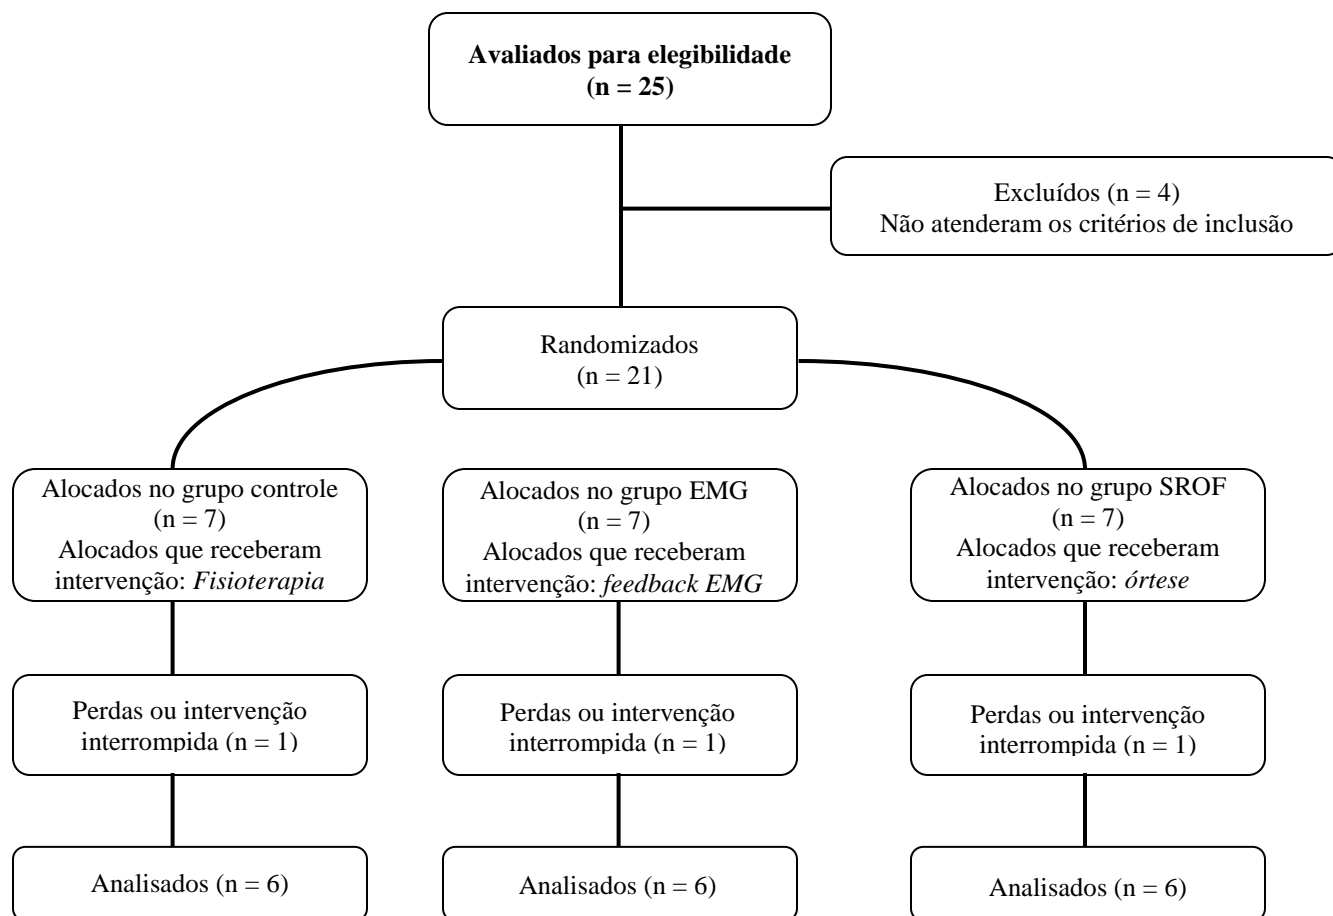 Avaliados para elegibilidade
(n = 25)
Excluídos (n = 4)
Não atenderam os critérios de inclusão
Randomizados
(n = 21)
Alocados no grupo controle
(n = 7)
Alocados que receberam
intervenção: Fisioterapia
Alocados no grupo EMG
(n = 7)
Alocados que receberam
intervenção: feedback EMG
Alocados no grupo SROF
(n = 7)
Alocados que receberam
intervenção: órtese
Perdas ou intervenção
interrompida (n = 1)
Perdas ou intervenção
interrompida (n = 1)
Perdas ou intervenção
interrompida (n = 1)
Analisados (n = 6)
Analisados (n = 6)
Analisados (n = 6)